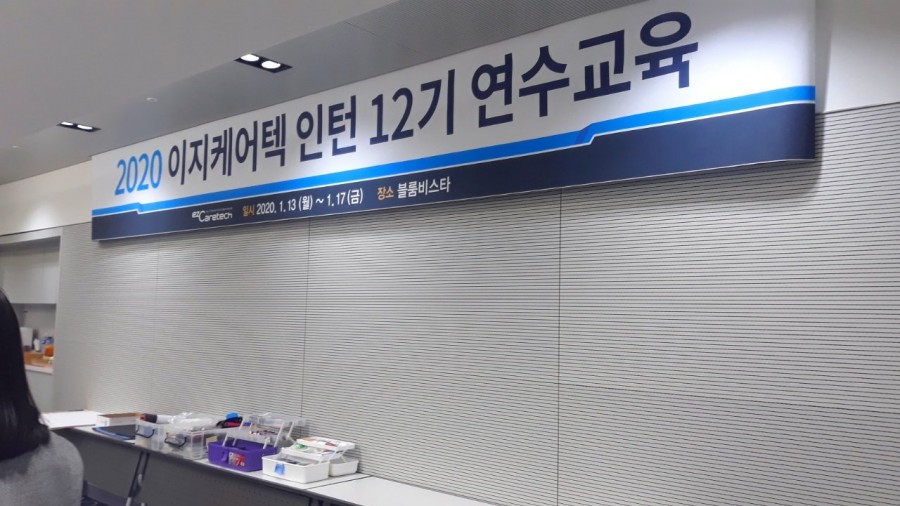 2020 이지케어텍 인턴 12기 연수교육
ezCaretech 일시 2020. 1. 13 (월) ~ 1. 17 (금) 장소 블룸비스타